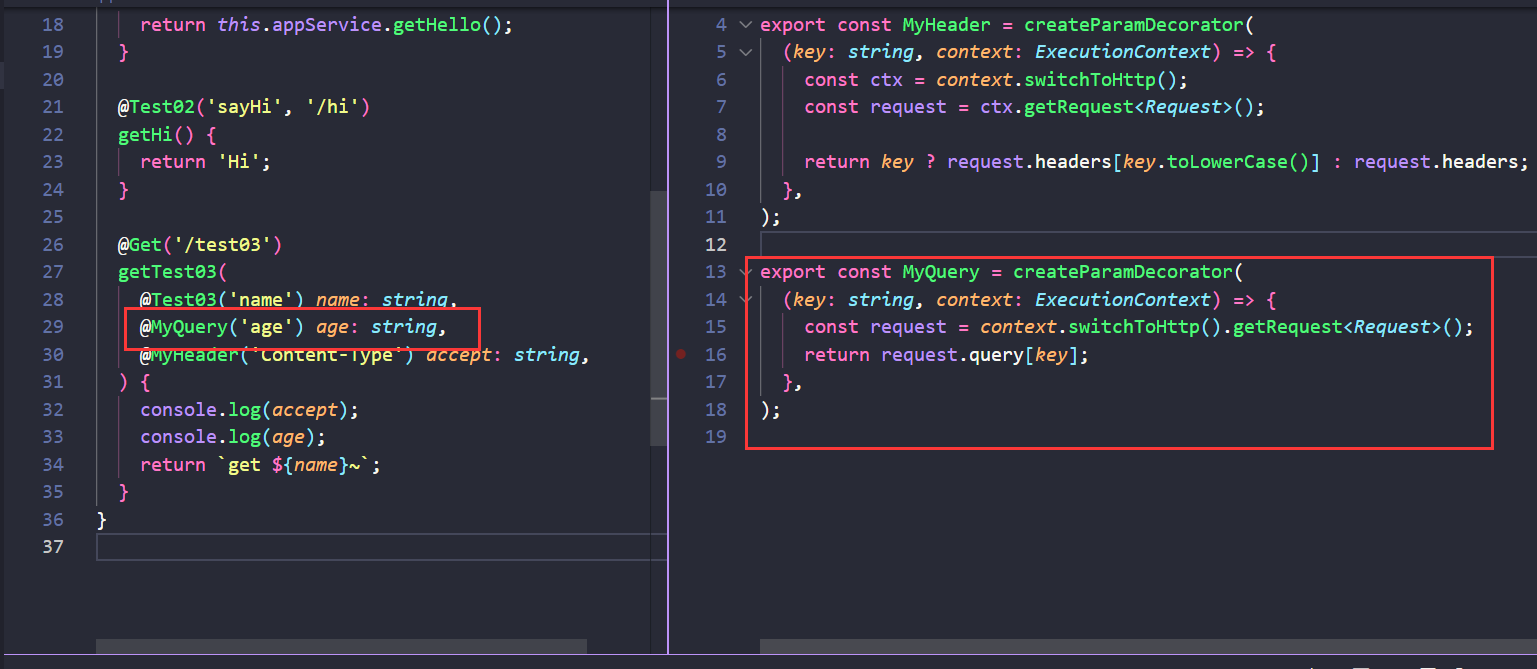 18 return this.appService.getHello();
19 }
20
21 @Test02('sayHi', '/hi')
22 getHi() {
23 return 'Hi';
24 }
25
26 @Get('/test03')
27 getTest03(
28 @Test03('name') name: string,
29 @MyQuery('age') age: string,
30 @MyHeader('Content-Type') accept: string,
31 ) {
32 console.log(accept);
33 console.log(age);
34 return `get ${name}~`;
35 }
36 }
37
4 export const MyHeader = createParamDecorator(
5 (key: string, context: ExecutionContext) => {
6 const ctx = context.switchToHttp();
7 const request = ctx.getRequest<Request>();
8
9 return key ? request.headers[key.toLowerCase()] : request.headers;
10 },
11 );
12
13 export const MyQuery = createParamDecorator(
14 (key: string, context: ExecutionContext) => {
15 const request = context.switchToHttp().getRequest<Request>();
16 return request.query[key];
17 },
18 );
19